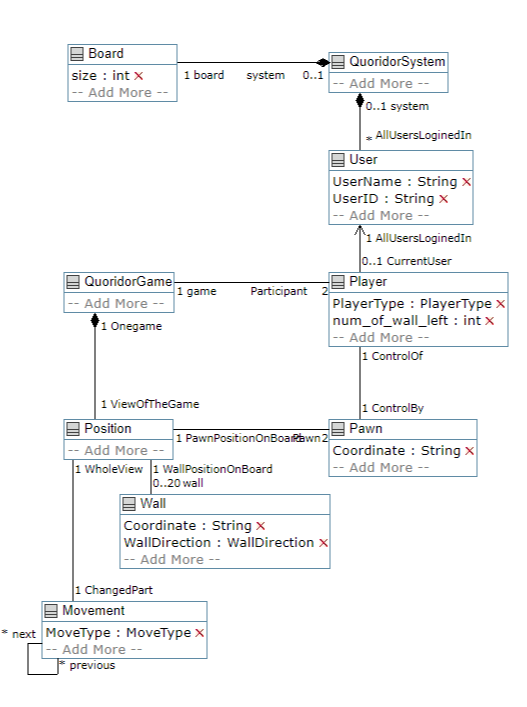 Board
size : int ×
-- Add More --
1 board system 0..1
QuoridorSystem
-- Add More --
0..1 system
* AllUsersLoginedIn
User
UserName : String ×
UserID : String ×
-- Add More --
1 AllUsersLoginedIn
0..1 CurrentUser
QuoridorGame
-- Add More --
1 game Participant 2
Player
PlayerType : PlayerType ×
num_of_wall_left : int ×
-- Add More --
1 Onegame
1 ControlOf
1 ViewOfTheGame
1 ControlBy
Position
-- Add More --
1 PawnPositionOnBoard Pawn 2
Pawn
Coordinate : String ×
-- Add More --
1 WholeView
1 WallPositionOnBoard
0..20 wall
Wall
Coordinate : String ×
WallDirection : WallDirection ×
-- Add More --
1 ChangedPart
Movement
* next
MoveType : MoveType ×
-- Add More --
* previous